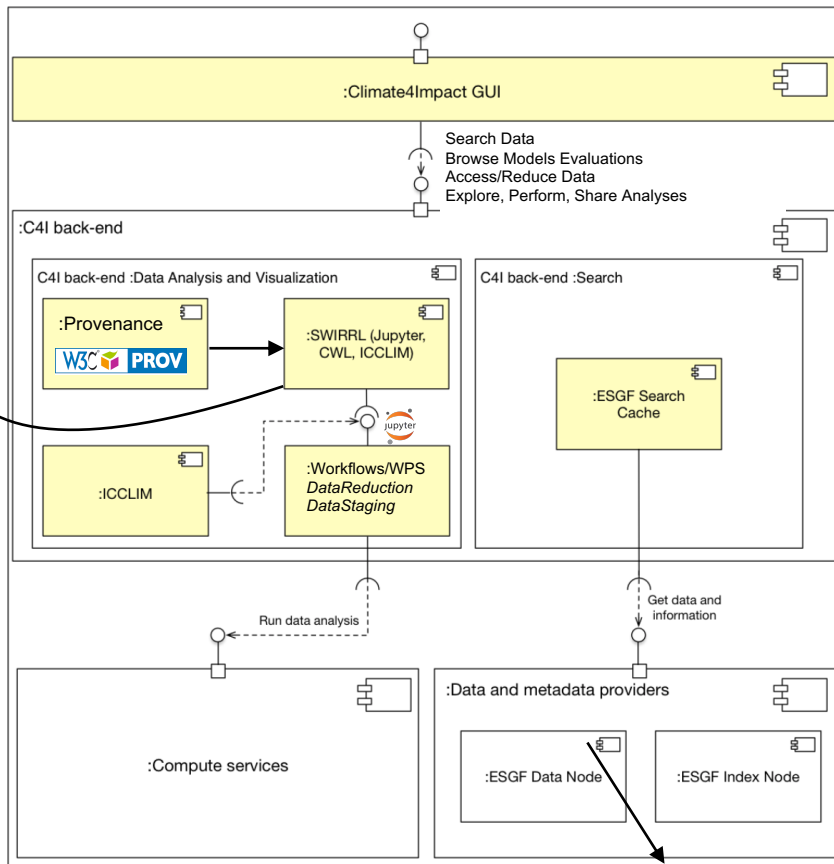 :Climate4Impact GUI
Search Data
Browse Models Evaluations
Access/Reduce Data
Explore, Perform, Share Analyses
:C4I back-end
C4I back-end :Data Analysis and Visualization
C4I back-end :Search
:Provenance
W3C PROV
:SWIRRL (Jupyter,
CWL, ICCLIM)
:ESGF Search
Cache
jupyter
:ICCLIM
:Workflows/WPS
DataReduction
DataStaging
Run data analysis
Get data and
information
:Compute services
:Data and metadata providers
:ESGF Data Node
:ESGF Index Node